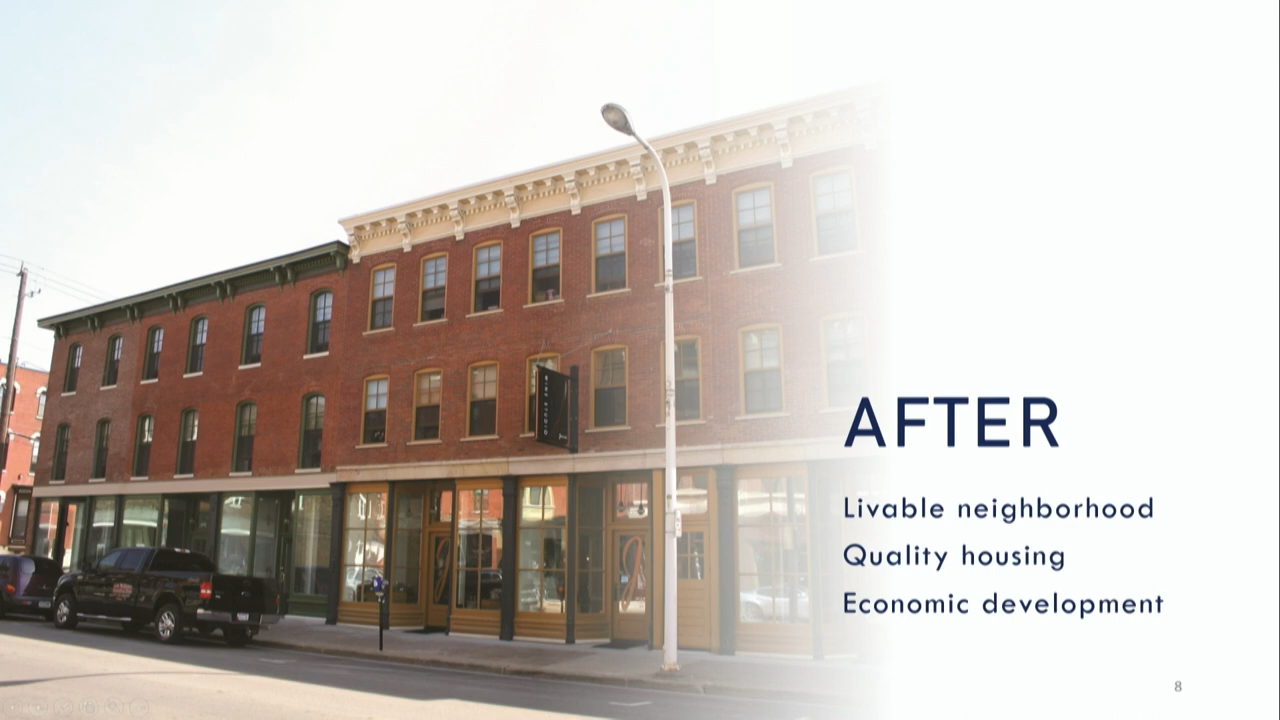 AFTER
Livable neighborhood
Quality housing
Economic development
8